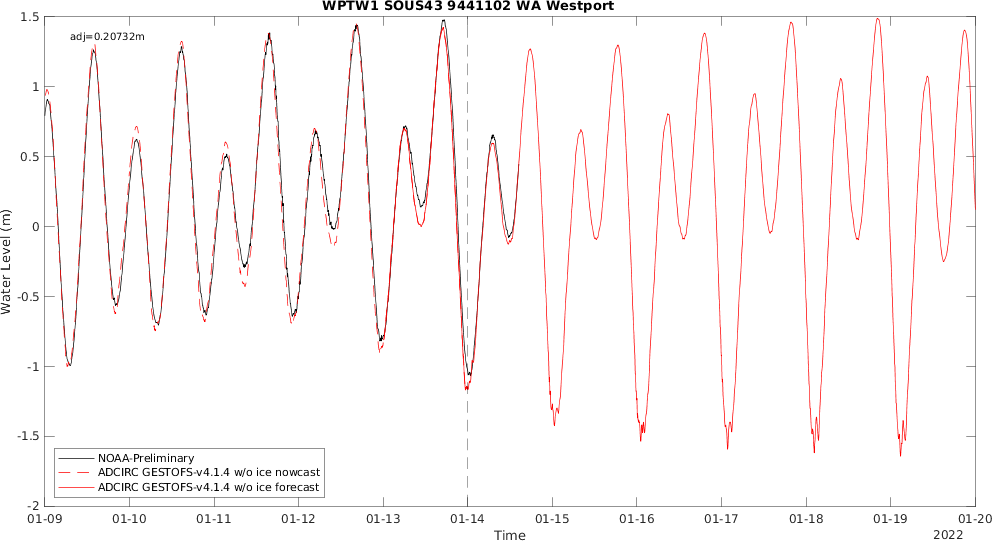 WPTW1 SOUS43 9441102 WA Westport
adj=0.20732m
1.5
1
0.5
0
-0.5
-1
-1.5
-2
Water Level (m)
NOAA-Preliminary
ADCIRC GESTOFS-v4.1.4 w/o ice nowcast
ADCIRC GESTOFS-v4.1.4 w/o ice forecast
01-09 01-10 01-11 01-12 01-13 01-14 01-15 01-16 01-17 01-18 01-19 01-20
Time
2022